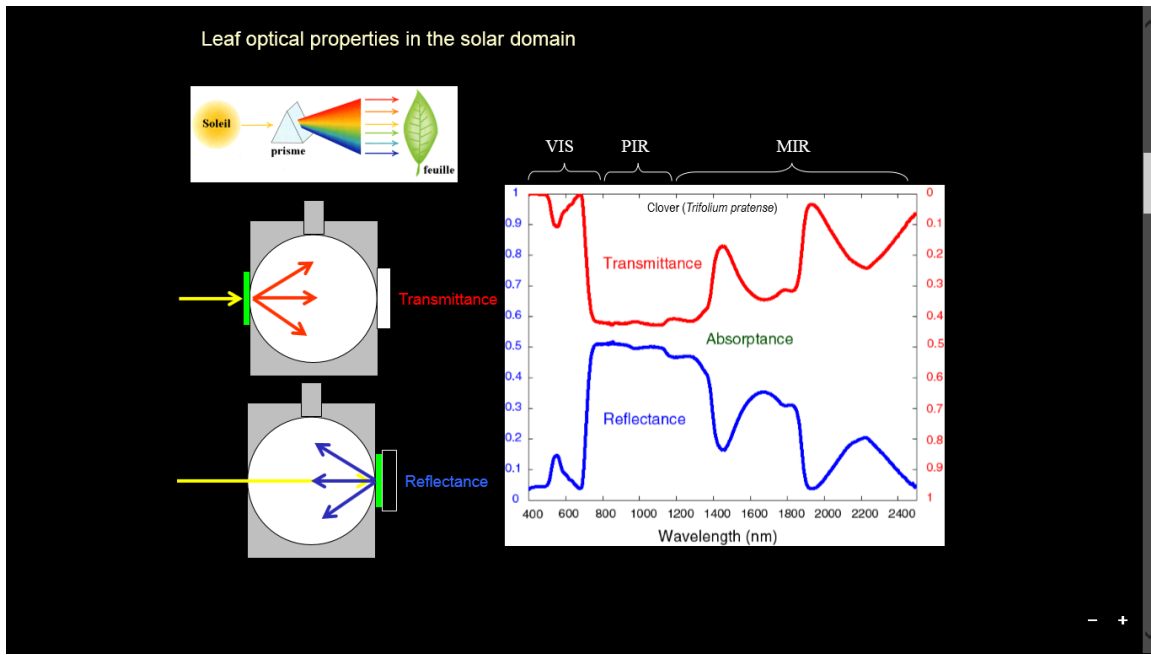 Leaf optical properties in the solar domain
Soleil
prisme
feuille
VIS PIR MIR
Clover (Trifolium pratense)
Transmittance
Absorptance
Reflectance
1
0.9
0.8
0.7
0.6
0.5
0.4
0.3
0.2
0.1
0
0
0.1
0.2
0.3
0.4
0.5
0.6
0.7
0.8
0.9
1
400 600 800 1000 1200 1400 1600 1800 2000 2200 2400
Wavelength (nm)
Transmittance
Reflectance
− +